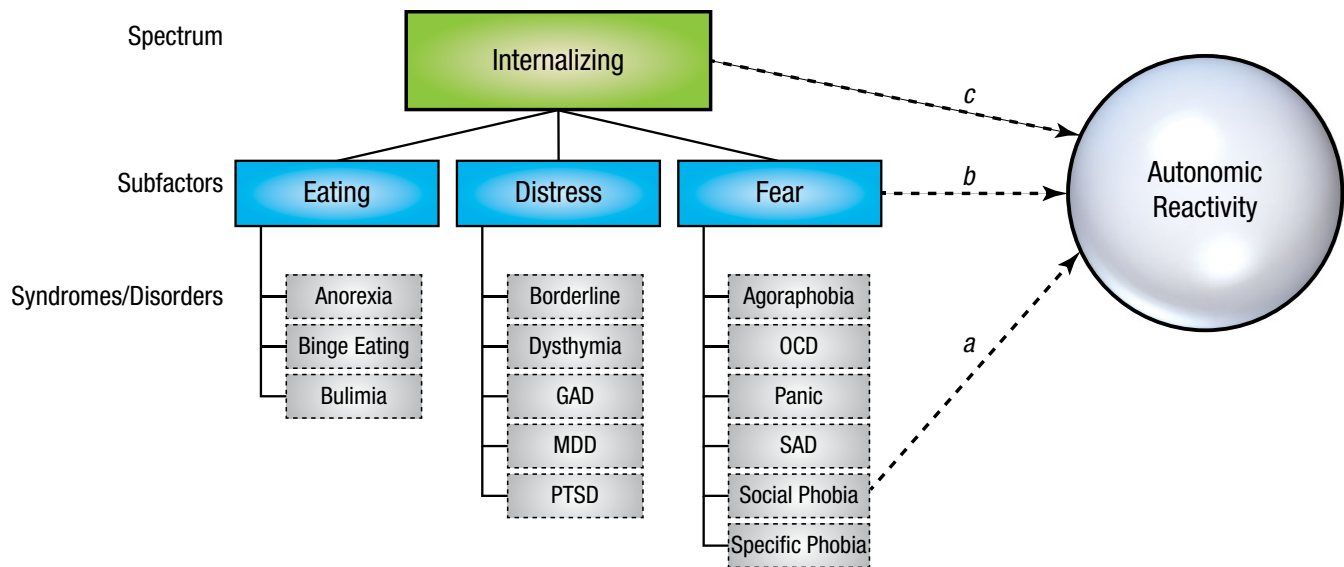 Spectrum
Internalizing
c
Autonomic
Reactivity
Subfactors
Eating
Distress
Fear
b
Syndromes/Disorders
Anorexia
Binge Eating
Bulimia
Borderline
Dysthymia
GAD
MDD
PTSD
Agoraphobia
OCD
Panic
SAD
Social Phobia
Specific Phobia
a